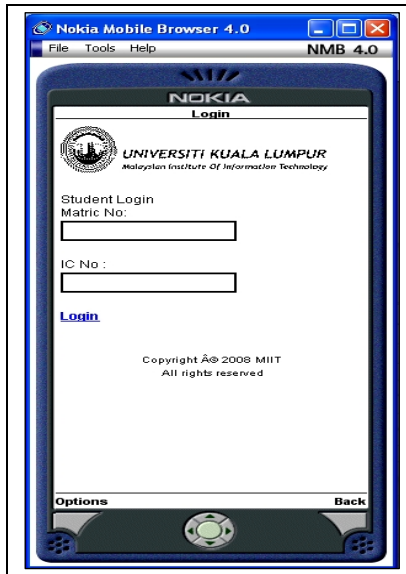 Nokia Mobile Browser 4.0
File Tools Help NMB 4.0
NOKIA
Login
UNIVERSITI KUALA LUMPUR
Malaysian Institute Of Information Technology
Student Login
Matric No:
IC No :
Login
Copyright Â® 2008 MIIT
All rights reserved
Options Back